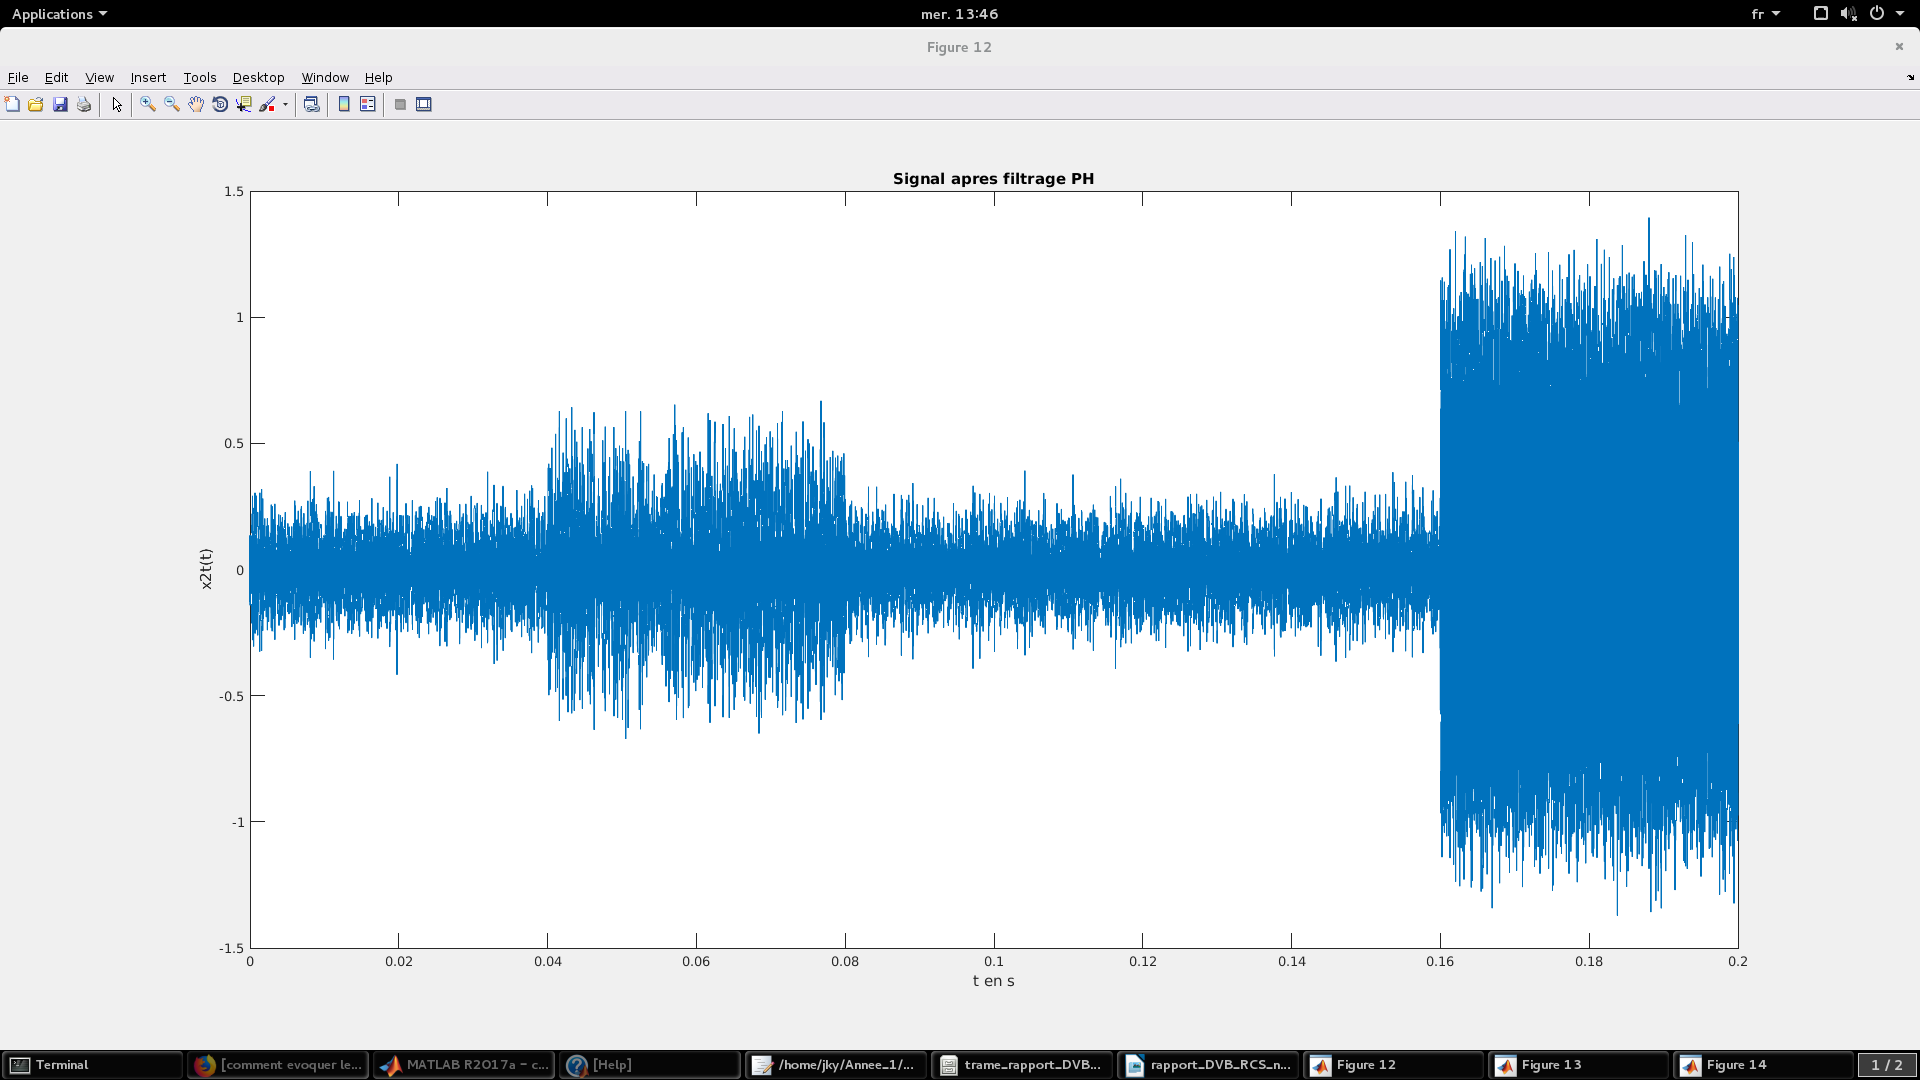 Applications
mer. 13:46
fr
Figure 12
File Edit View Insert Tools Desktop Window Help
Signal apres filtrage PH
1.5
1
0.5
0
-0.5
-1
-1.5
x2t(t)
0 0.02 0.04 0.06 0.08 0.1 0.12 0.14 0.16 0.18 0.2
t en s
Terminal
[comment evoquer le...
MATLAB R2017a - c...
[Help]
/home/jky/Annee_1/...
trame_rapport_DVB...
rapport_DVB_RCS_n...
Figure 12
Figure 13
Figure 14
1 / 2